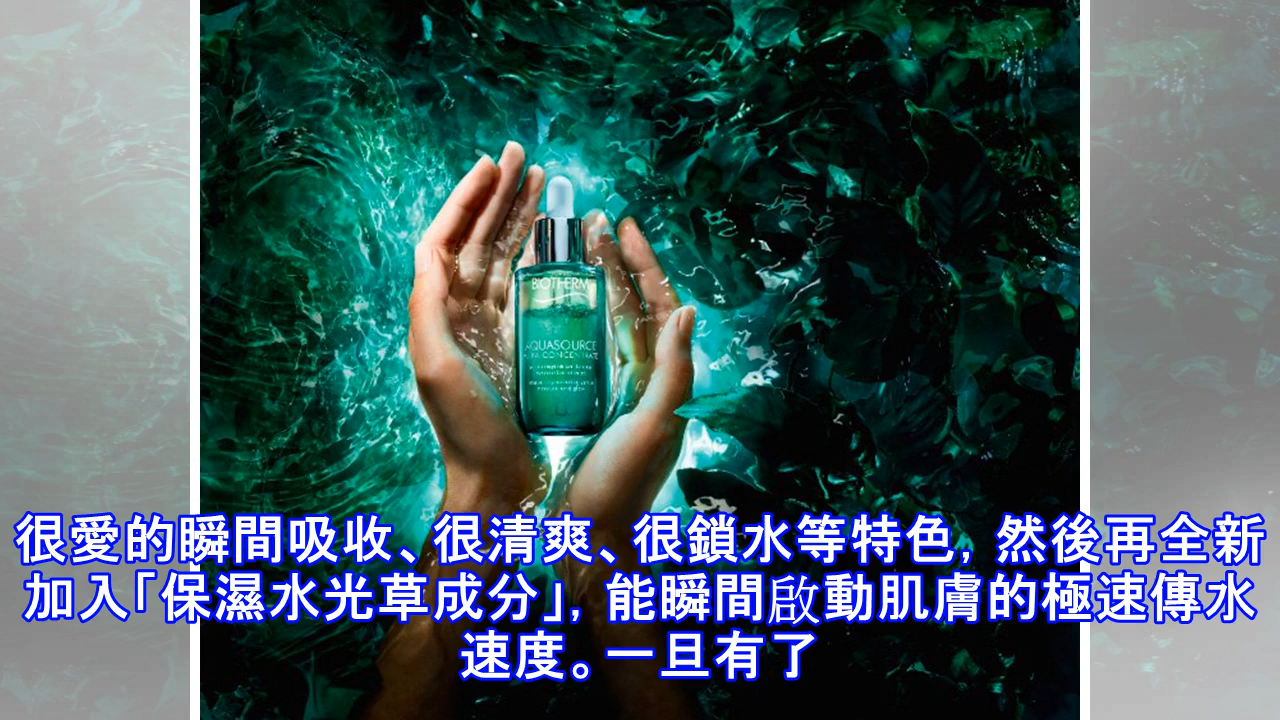 BIOTHERM
AQUASOURCE
AURA CONCENTRATE
很愛的瞬間吸收、很清爽、很鎖水等特色，然後再全新
加入「保濕水光草成分」，能瞬間啟動肌膚的極速傳水
速度。一旦有了